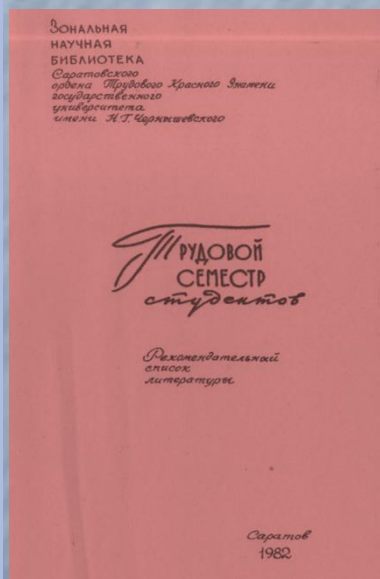 Зональная
научная
библиотека
Саратовского
ордена Трудового Красного Знамени
государственного
университета
имени Н.Г. Чернышевского
Трудовой
семестр
студентов
Рекомендательный
список
литературы
Саратов
1982